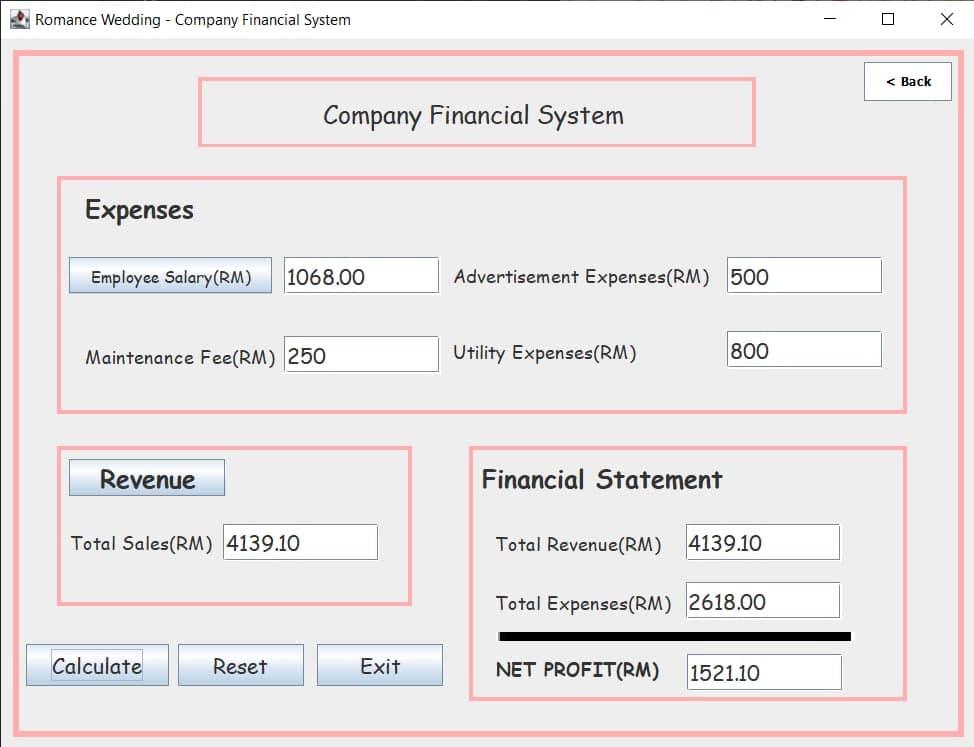 Romance Wedding - Company Financial System
< Back
Company Financial System
Expenses
Employee Salary(RM) 1068.00 Advertisement Expenses(RM) 500
Maintenance Fee(RM) 250 Utility Expenses(RM) 800
Revenue
Total Sales(RM) 4139.10
Financial Statement
Total Revenue(RM) 4139.10
Total Expenses(RM) 2618.00
NET PROFIT(RM) 1521.10
Calculate Reset Exit